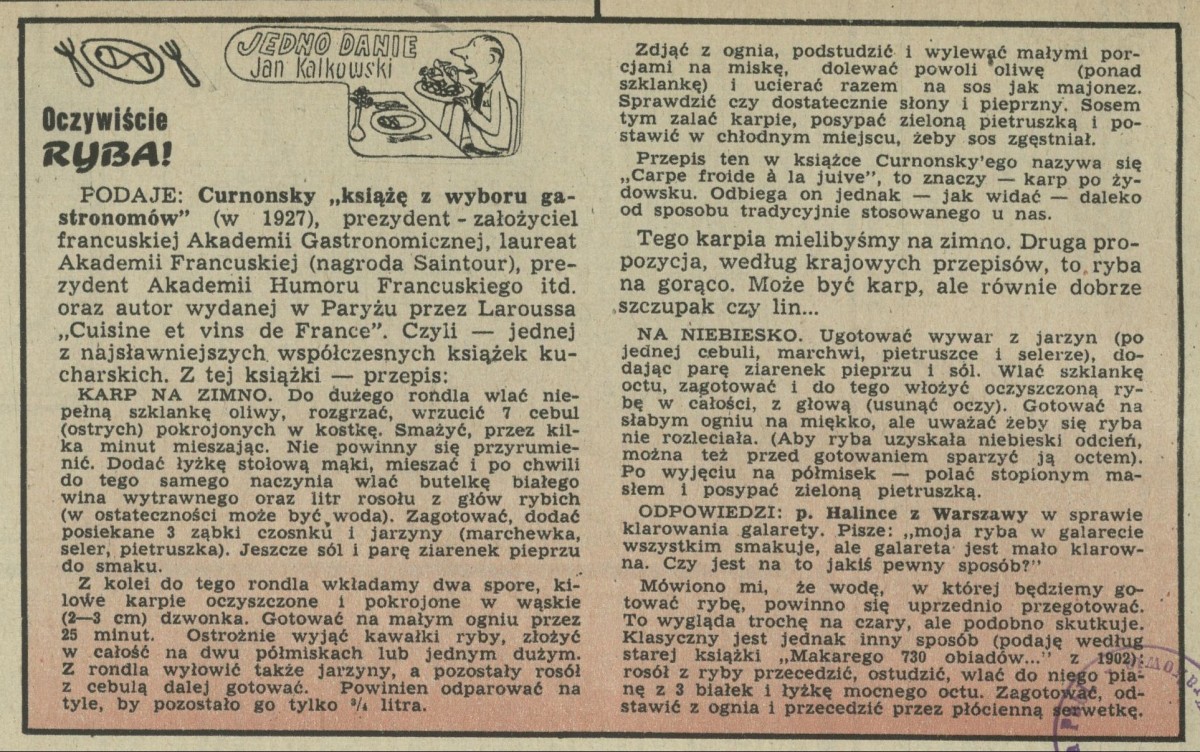 JEDNO DANIE
Jan Kalkowski
Oczywiście
RYBA!
PODAJE: Curnonsky „książę z wyboru ga-
stronomów” (w 1927), prezydent - założyciel
francuskiej Akademii Gastronomicznej, laureat
Akademii Francuskiej (nagroda Saintour), pre-
zydent Akademii Humoru Francuskiego itd.
oraz autor wydanej w Paryżu przez Laroussa
„Cuisine et vins de France”. Czyli — jednej
z najsławniejszych współczesnych książek ku-
charskich. Z tej książki — przepis:
KARP NA ZIMNO. Do dużego rondla wlać nie-
pełną szklankę oliwy, rozgrzać, wrzucić 7 cebul
(ostrych) pokrojonych w kostkę. Smażyć, przez kil-
ka minut mieszając. Nie powinny się przyrumie-
nić. Dodać łyżkę stołową mąki, mieszać i po chwili
do tego samego naczynia wlać butelkę białego
wina wytrawnego oraz litr rosołu z głów rybich
(w ostateczności może być woda). Zagotować, dodać
posiekane 3 ząbki czosnku i jarzyny (marchewka,
seler, pietruszka). Jeszcze sól i parę ziarenek pieprzu
do smaku.
Z kolei do tego rondla wkładamy dwa spore, ki-
lowe karpie oczyszczone i pokrojone w wąskie
(2—3 cm) dzwonka. Gotować na małym ogniu przez
25 minut. Ostrożnie wyjąć kawałki ryby, złożyć
w całość na dwu półmiskach lub jednym dużym.
Z rondla wyłowić także jarzyny, a pozostały rosół
z cebulą dalej gotować. Powinien odparować na
tyle, by pozostało go tylko ¾ litra.
Zdjąć z ognia, podstudzić i wylewać małymi por-
cjami na miskę, dolewać powoli oliwę (ponad
szklankę) i ucierać razem na sos jak majonez.
Sprawdzić czy dostatecznie słony i pieprzny. Sosem
tym zalać karpie, posypać zieloną pietruszką i po-
stawić w chłodnym miejscu, żeby sos zgęstniał.
Przepis ten w książce Curnonsky'ego nazywa się
„Carpe froide à la juive”, to znaczy — karp po ży-
dowsku. Odbiega on jednak — jak widać — daleko
od sposobu tradycyjnie stosowanego u nas.
Tego karpia mielibyśmy na zimno. Druga pro-
pozycja, według krajowych przepisów, to ryba
na gorąco. Może być karp, ale równie dobrze
szczupak czy lin...
NA NIEBIESKO. Ugotować wywar z jarzyn (po
jednej cebuli, marchwi, pietruszce i selerze), do-
dając parę ziarenek pieprzu i sól. Wlać szklankę
octu, zagotować i do tego włożyć oczyszczoną ry-
bę w całości, z głową (usunąć oczy). Gotować na
słabym ogniu na miękko, ale uważać żeby się ryba
nie rozleciała. (Aby ryba uzyskała niebieski odcień,
można też przed gotowaniem sparzyć ją octem).
Po wyjęciu na półmisek — polać stopionym ma-
słem i posypać zieloną pietruszką.
ODPOWIEDZI: p. Halince z Warszawy w sprawie
klarowania galarety. Pisze: „moja ryba w galarecie
wszystkim smakuje, ale galareta jest mało klarow-
na. Czy jest na to jakiś pewny sposób?”
Mówiono mi, że wodę, w której będziemy go-
tować rybę, powinno się uprzednio przegotować.
To wygląda trochę na czary, ale podobno skutkuje.
Klasyczny jest jednak inny sposób (podaję według
starej książki „Makarego 730 obiadów...” z 1902):
rosół z ryby przecedzić, ostudzić, wlać do niego pia-
nę z 3 białek i łyżkę mocnego octu. Zagotować, od-
stawić z ognia i przecedzić przez płócienną serwetkę.